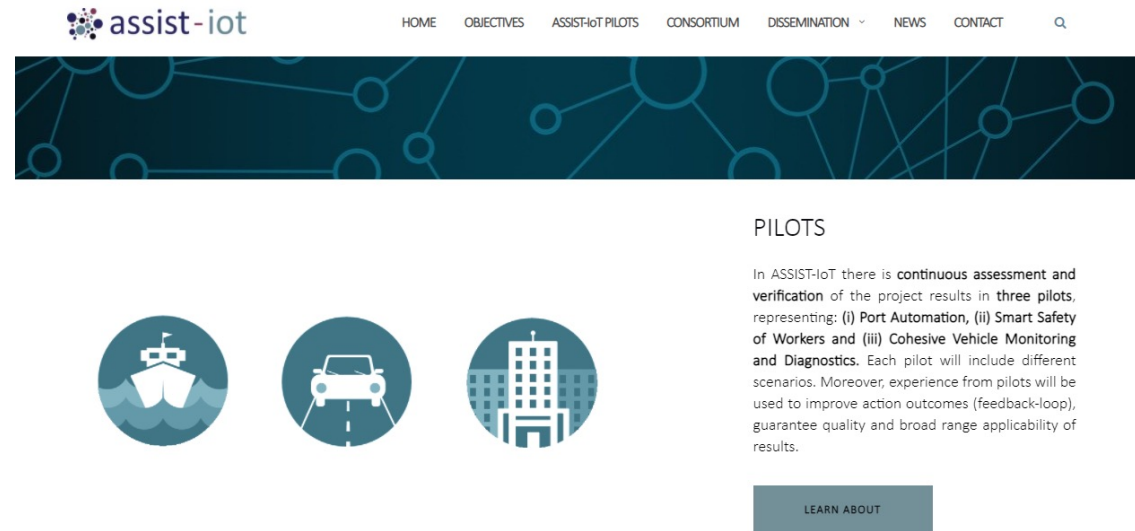 assist-iot
HOME OBJECTIVES ASSIST-IoT PILOTS CONSORTIUM DISSEMINATION NEWS CONTACT
PILOTS
In ASSIST-IoT there is continuous assessment and
verification of the project results in three pilots,
representing: (i) Port Automation, (ii) Smart Safety
of Workers and (iii) Cohesive Vehicle Monitoring
and Diagnostics. Each pilot will include different
scenarios. Moreover, experience from pilots will be
used to improve action outcomes (feedback-loop),
guarantee quality and broad range applicability of
results.
LEARN ABOUT